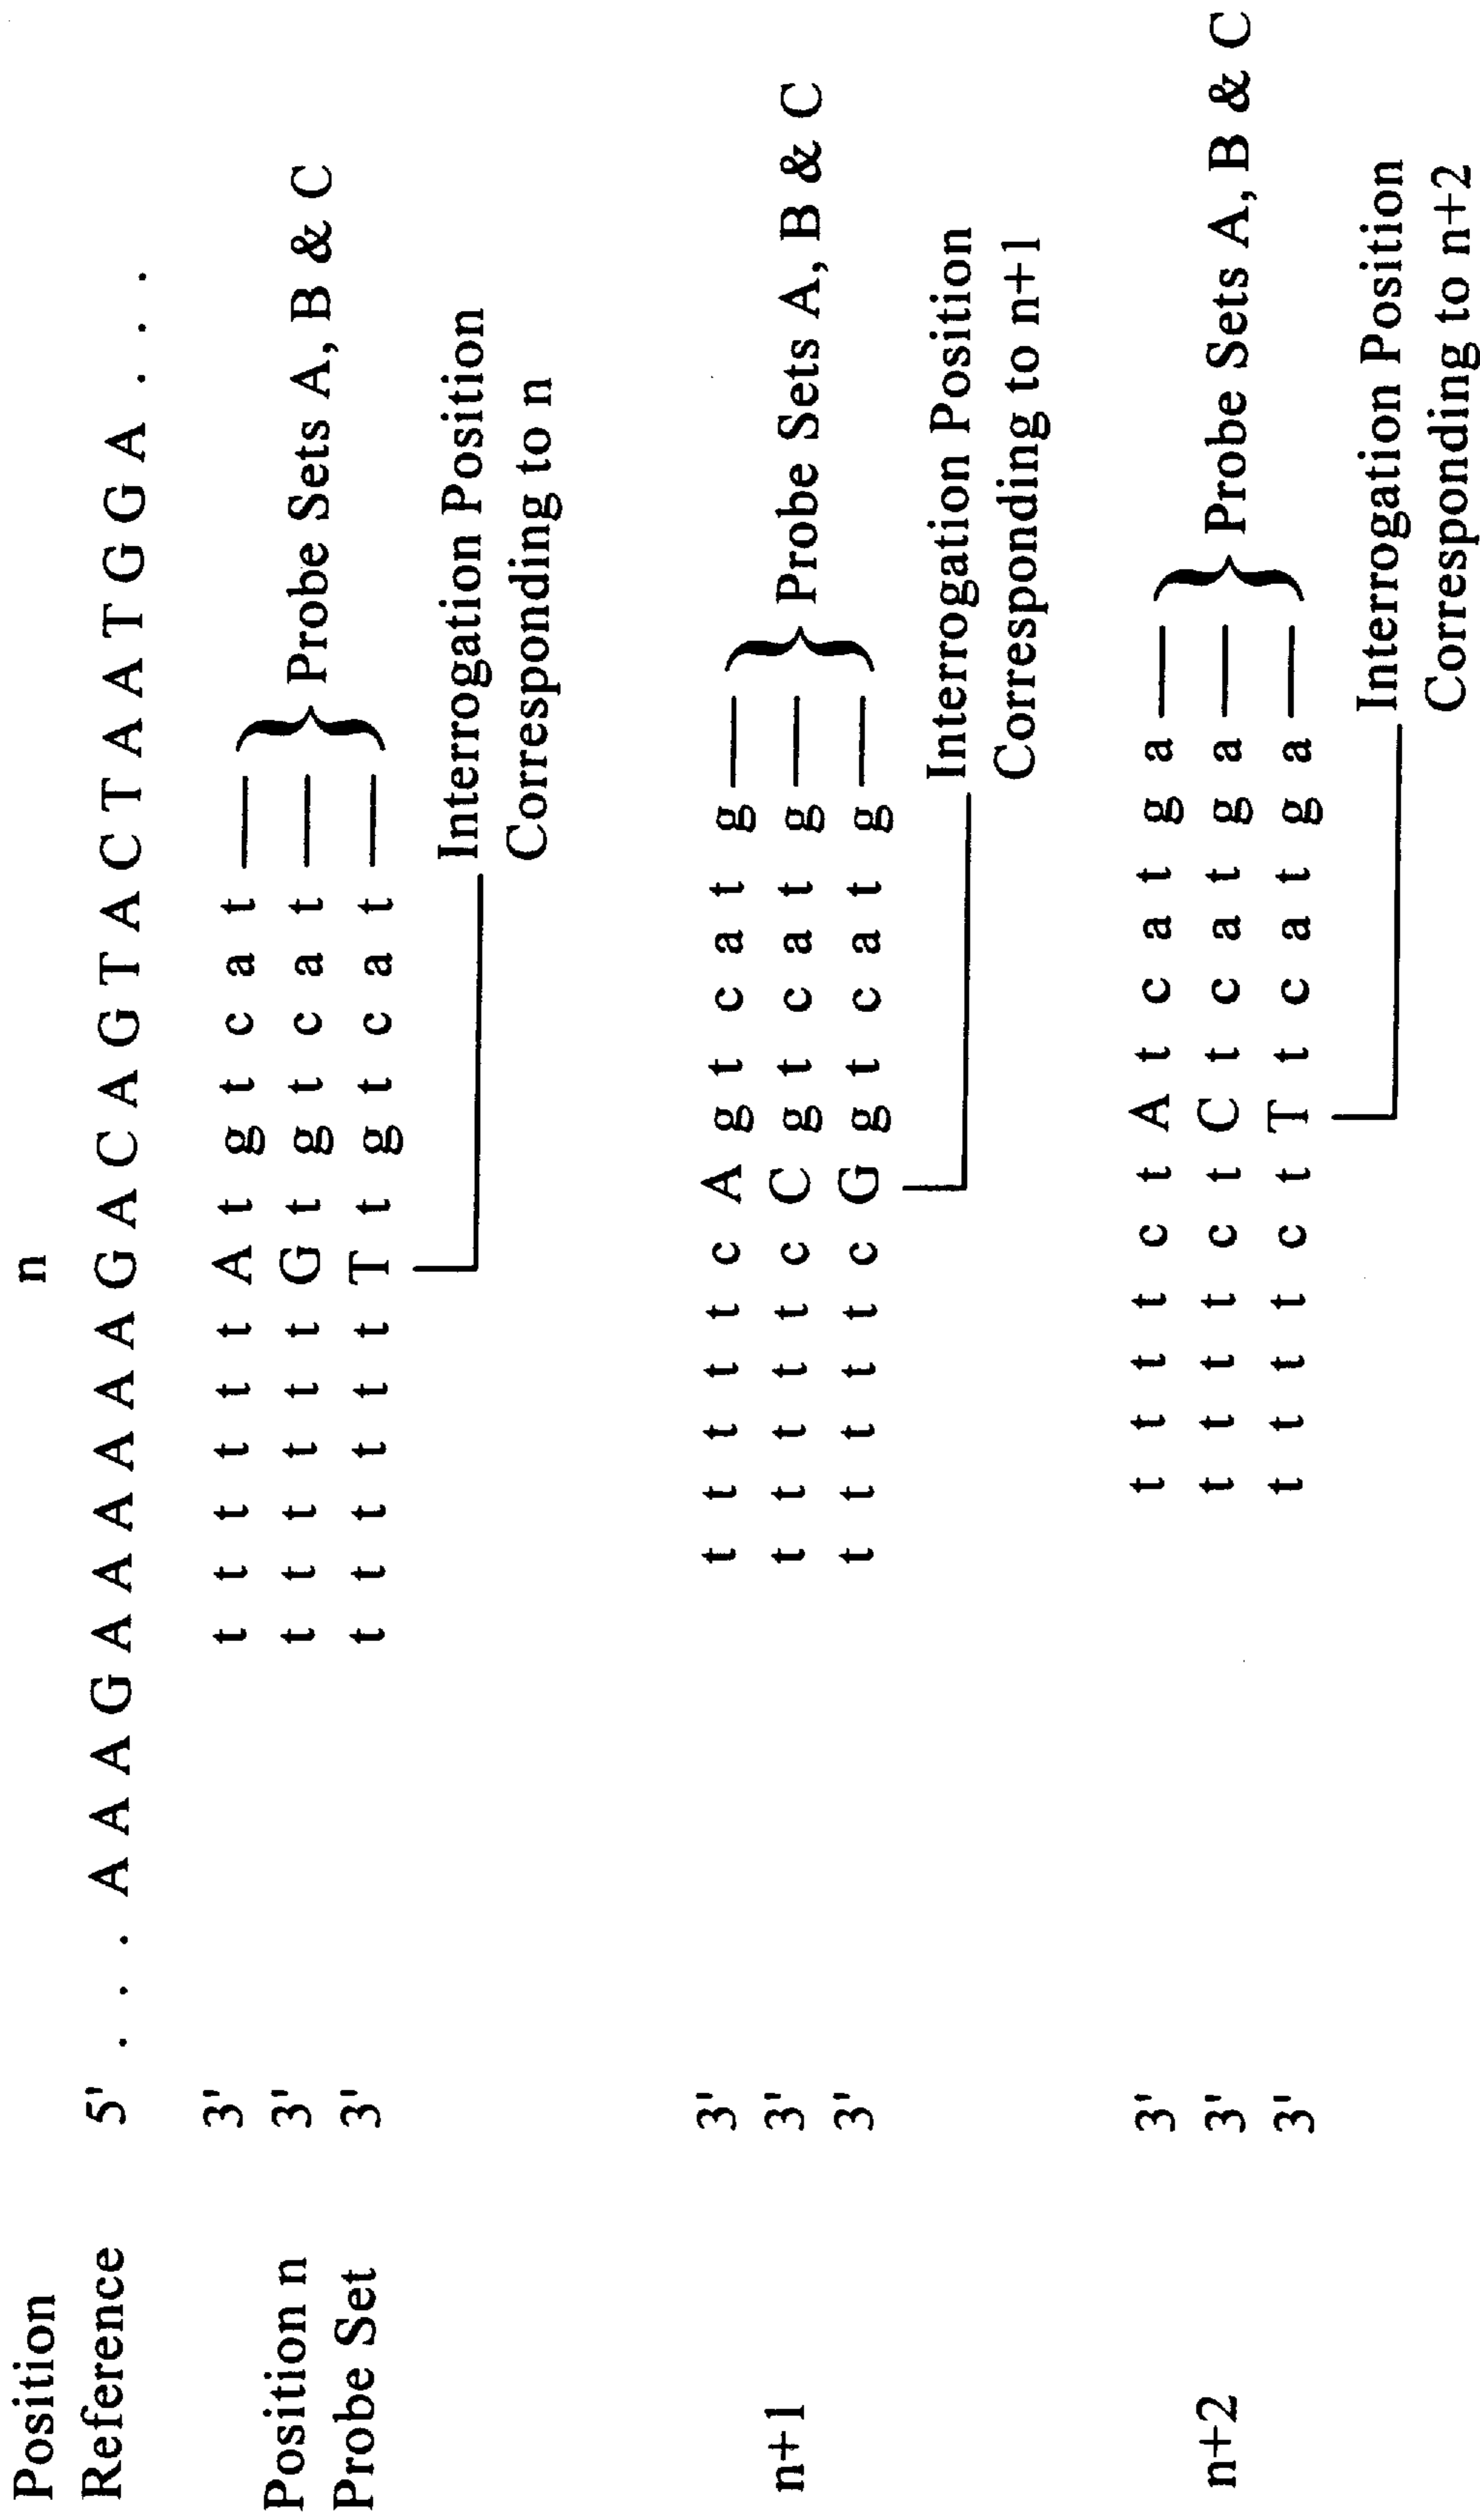 Position n
Reference 5' . . . A A A G A A A A A A G A C A G T A C T A A T G G A . . .
3' t t t t t t A t g t c a t
Position n 3' t t t t t t G t g t c a t } Probe Sets A, B & C
Probe Set 3' t t t t t t T t g t c a t
Interrogation Position
Corresponding to n
3' t t t t t c A g t c a t g
n+1 3' t t t t t c C g t c a t g } Probe Sets A, B & C
3' t t t t t c G g t c a t g
Interrogation Position
Corresponding to n+1
3' t t t t c t A t c a t g a
n+2 3' t t t t c t C t c a t g a } Probe Sets A, B & C
3' t t t t c t T t c a t g a
Interrogation Position
Corresponding to n+2